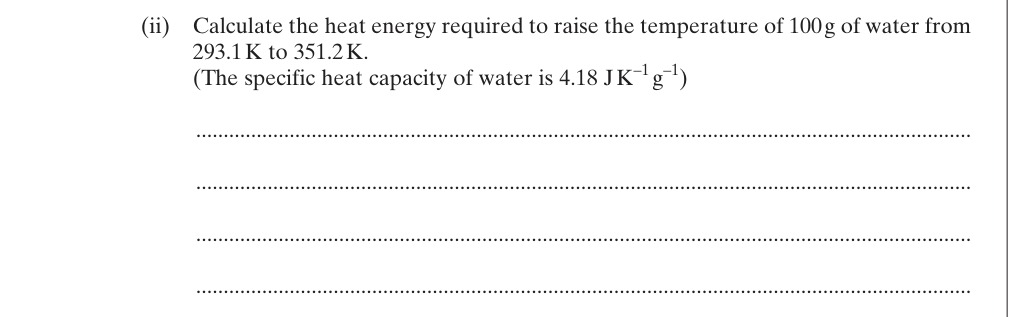 (ii) Calculate the heat energy required to raise the temperature of 100 g of water from
293.1 K to 351.2 K.
(The specific heat capacity of water is 4.18 J K⁻¹ g⁻¹)